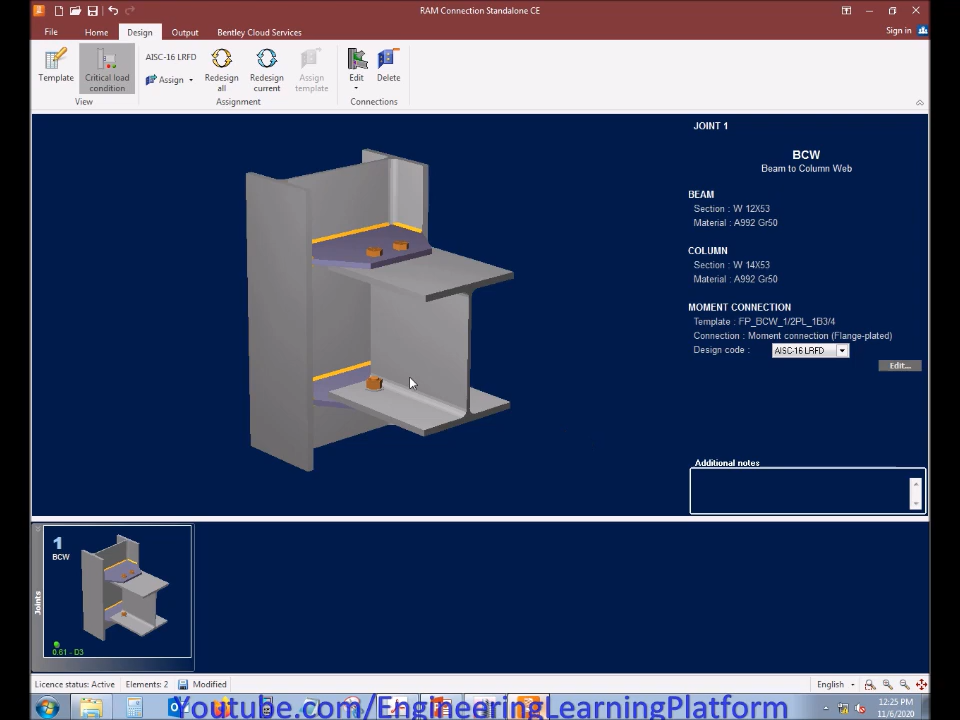 RAM Connection Standalone CE
File
Home
Design
Output
Bentley Cloud Services
Sign in
Template
Critical load
condition
View
AISC-16 LRFD
Assign
Redesign
all
Redesign
current
Assign
template
Assignment
Edit
Delete
Connections
JOINT 1
BCW
Beam to Column Web
BEAM
Section : W 12X53
Material : A992 Gr50
COLUMN
Section : W 14X53
Material : A992 Gr50
MOMENT CONNECTION
Template : FP_BCW_1/2PL_1B3/4
Connection : Moment connection (Flange-plated)
Design code : AISC-16 LRFD
Edit...
Additional notes
Joints
1
BCW
0.61 - D3
Licence status: Active
Elements: 2
Modified
English
Youtube.com/EngineeringLearningPlatform
12:25 PM
11/6/2020